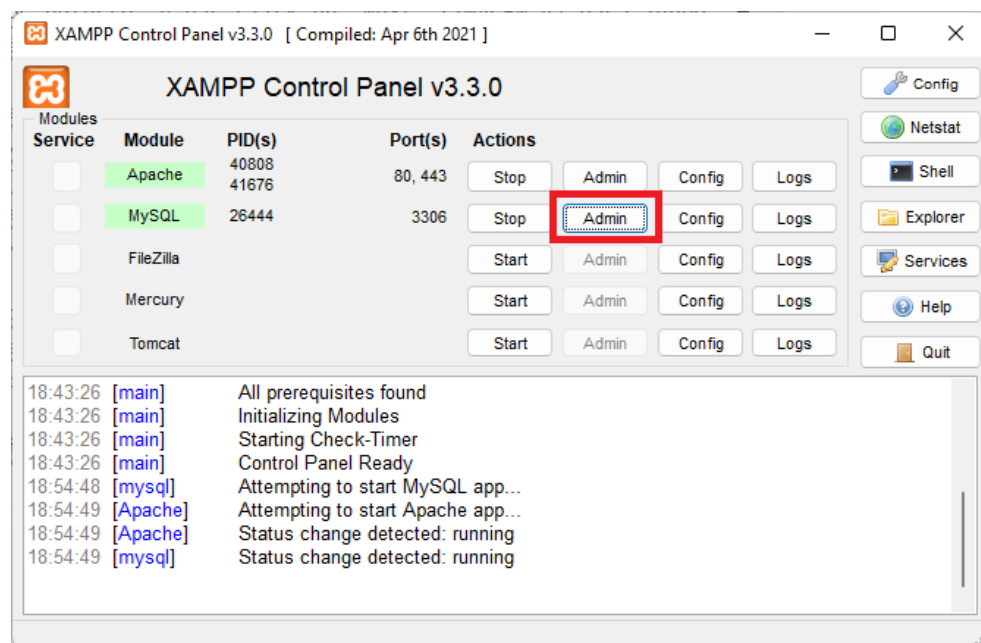 XAMPP Control Panel v3.3.0 [ Compiled: Apr 6th 2021 ]
XAMPP Control Panel v3.3.0
Config
Modules
Service Module PID(s) Port(s) Actions
Netstat
Apache 40808 41676 80, 443 Stop Admin Config Logs
Shell
MySQL 26444 3306 Stop Admin Config Logs
Explorer
FileZilla Start Admin Config Logs
Services
Mercury Start Admin Config Logs
Help
Tomcat Start Admin Config Logs
Quit
18:43:26 [main] All prerequisites found
18:43:26 [main] Initializing Modules
18:43:26 [main] Starting Check-Timer
18:43:26 [main] Control Panel Ready
18:54:48 [mysql] Attempting to start MySQL app...
18:54:49 [Apache] Attempting to start Apache app...
18:54:49 [Apache] Status change detected: running
18:54:49 [mysql] Status change detected: running